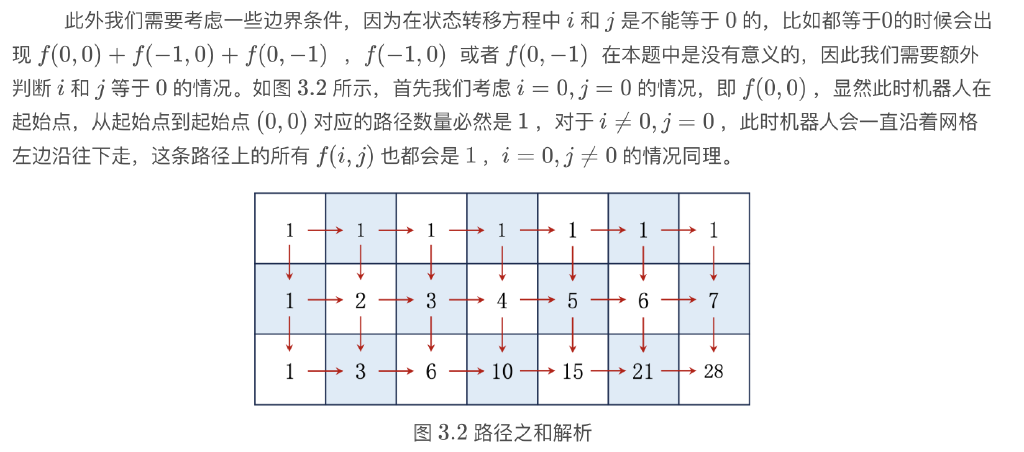 此外我们需要考虑一些边界条件，因为在状态转移方程中 i 和 j 是不能等于 0 的，比如都等于0的时候会出
现 f(0,0) + f(−1,0) + f(0,−1) ，f(−1,0) 或者 f(0,−1) 在本题中是没有意义的，因此我们需要额外
判断 i 和 j 等于 0 的情况。如图 3.2 所示，首先我们考虑 i = 0, j = 0 的情况，即 f(0,0) ，显然此时机器人在
起始点，从起始点到起始点 (0,0) 对应的路径数量必然是 1 ，对于 i ≠ 0, j = 0 ，此时机器人会一直沿着网格
左边沿往下走，这条路径上的所有 f(i,j) 也都会是 1 ，i = 0, j ≠ 0 的情况同理。
1 → 1 → 1 → 1 → 1 → 1 → 1
1 → 2 → 3 → 4 → 5 → 6 → 7
1 → 3 → 6 → 10 → 15 → 21 → 28
图 3.2 路径之和解析